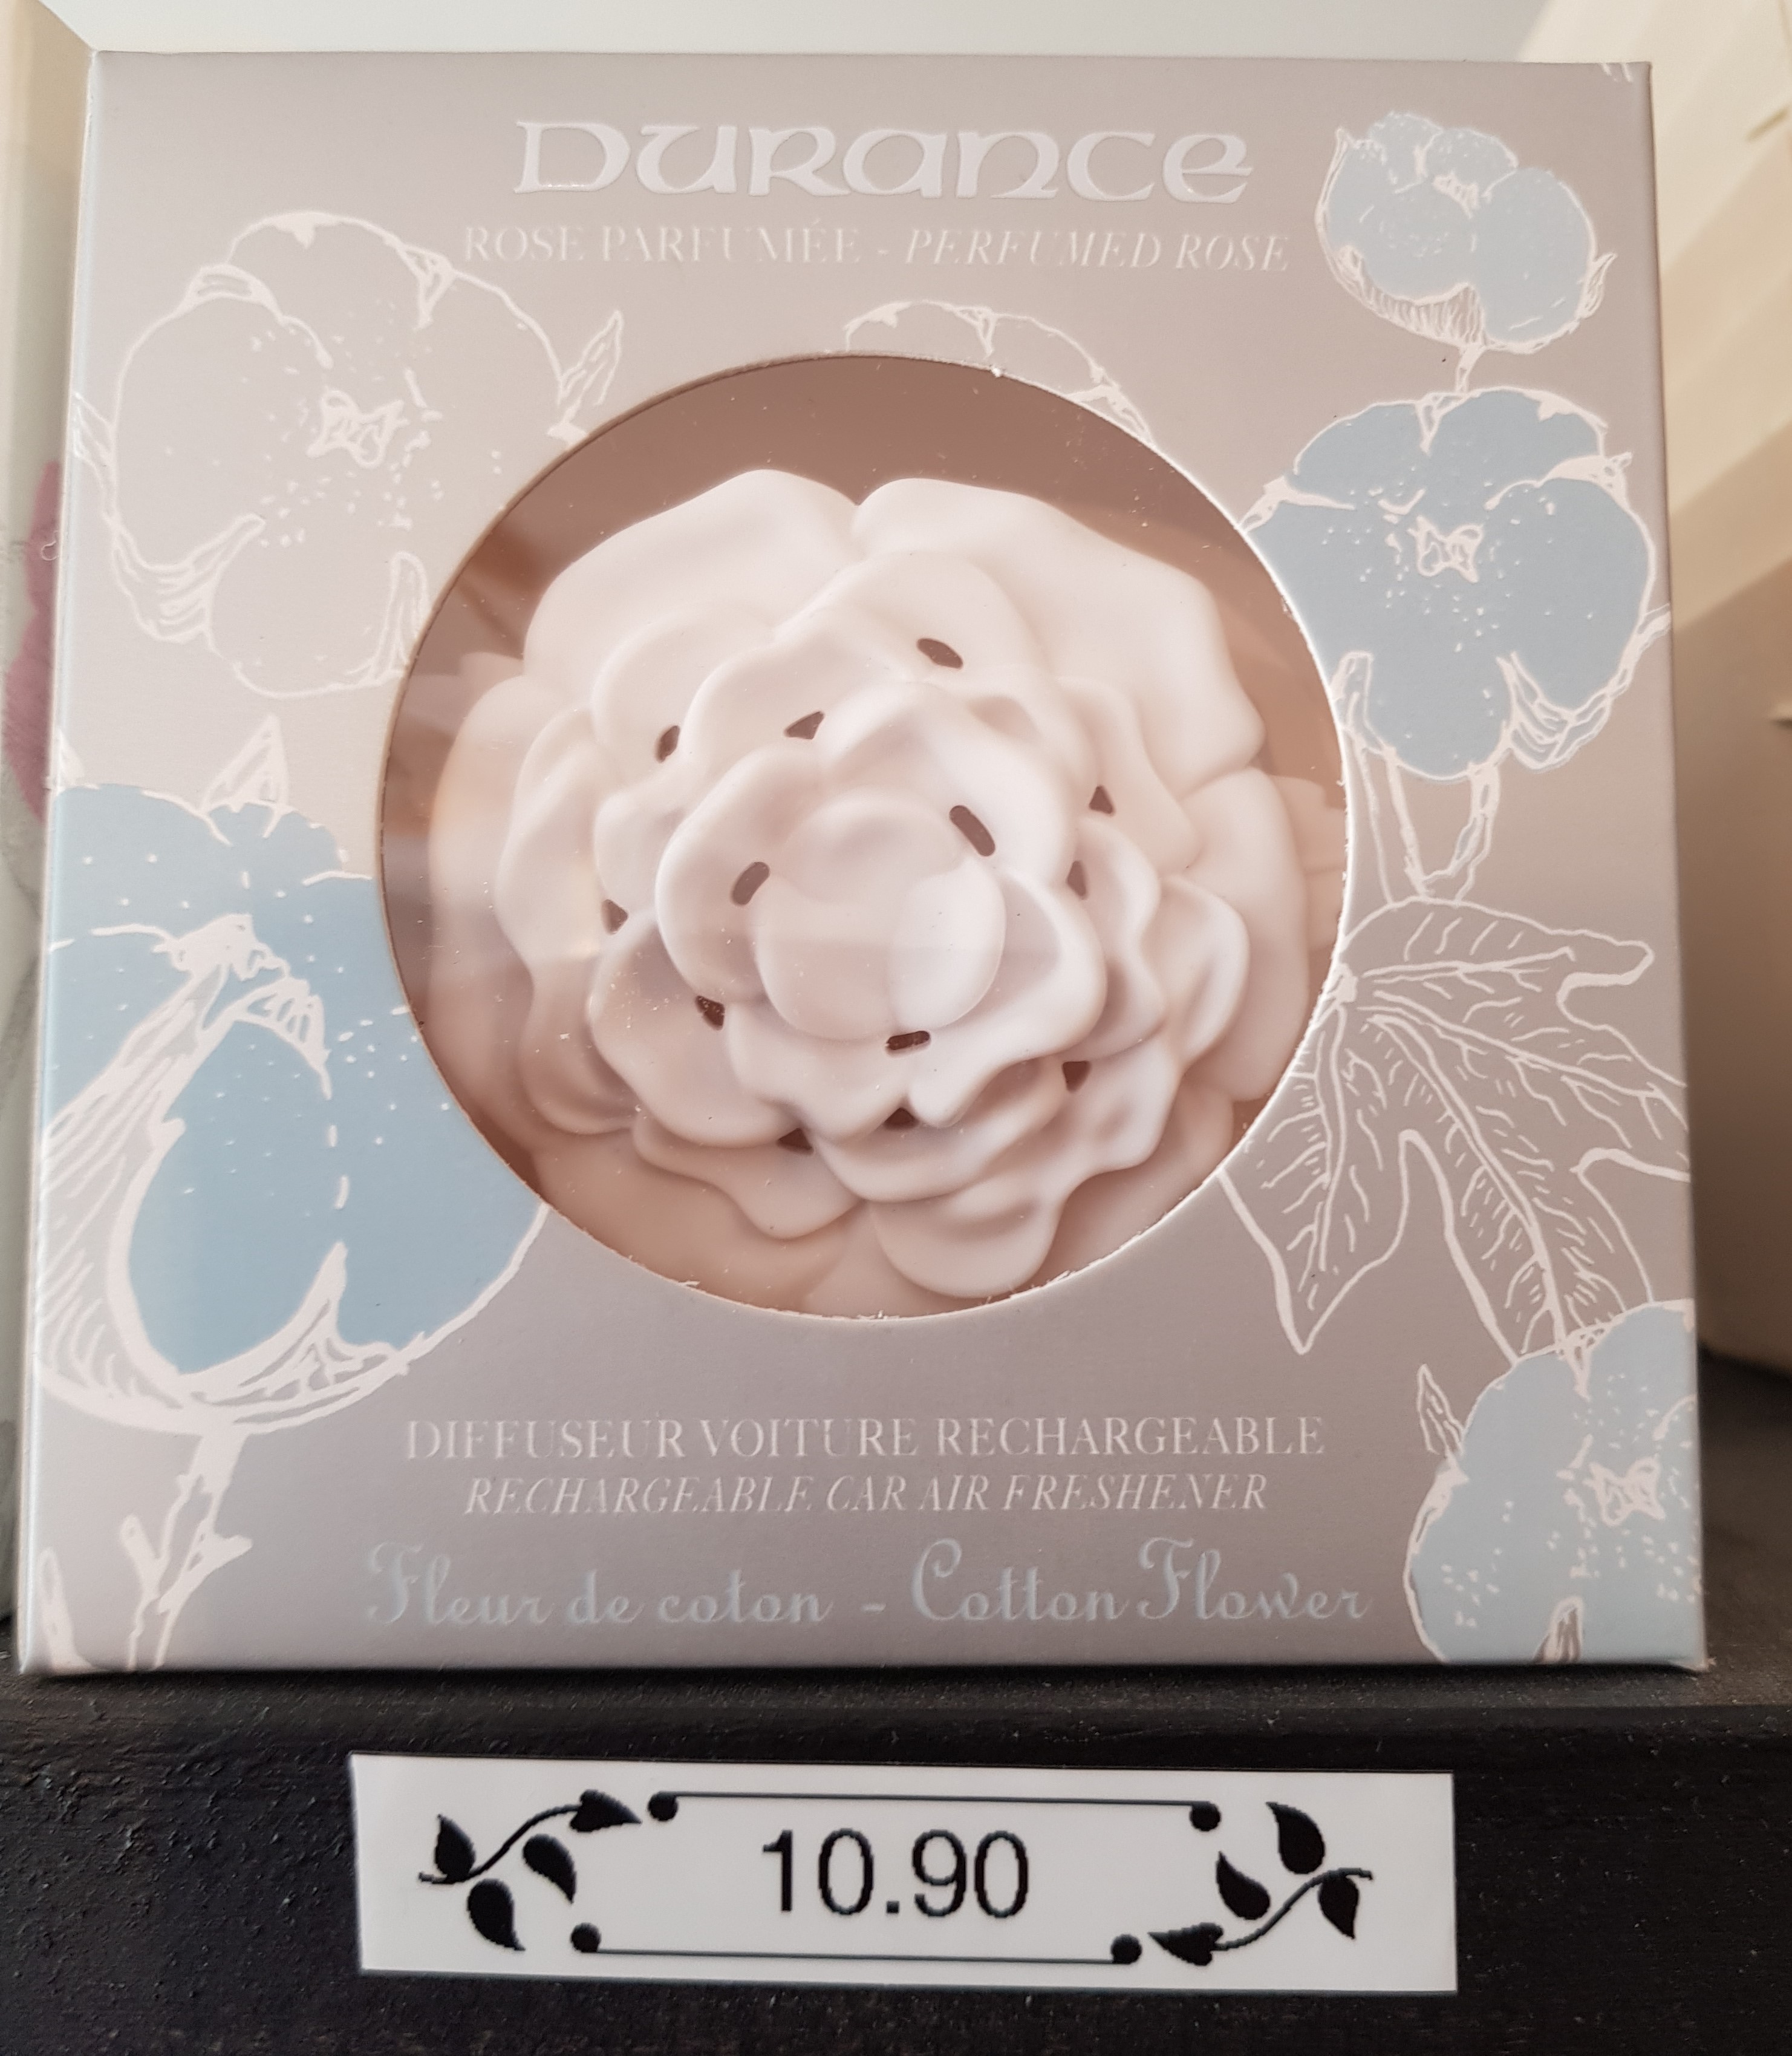 DURANCE
ROSE PARFUMÉE - PERFUMED ROSE
DIFFUSEUR VOITURE RECHARGEABLE
RECHARGEABLE CAR AIR FRESHENER
Fleur de coton - Cotton Flower
10.90